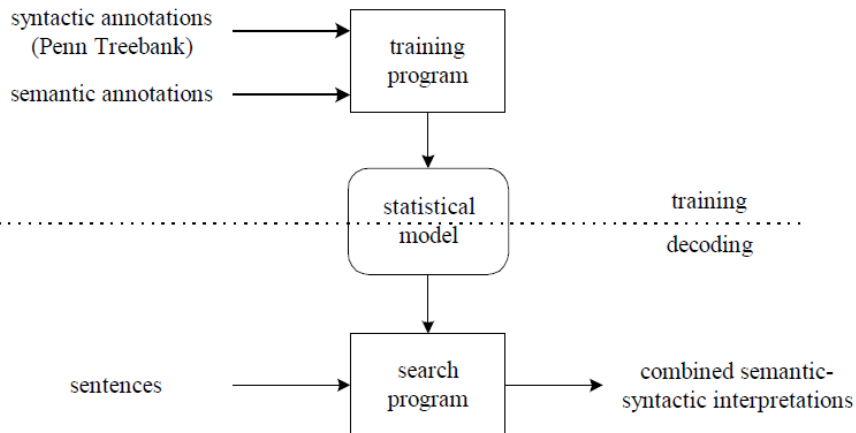 syntactic annotations
(Penn Treebank)
semantic annotations
training
program
statistical
model
training
decoding
sentences
search
program
combined semantic-
syntactic interpretations